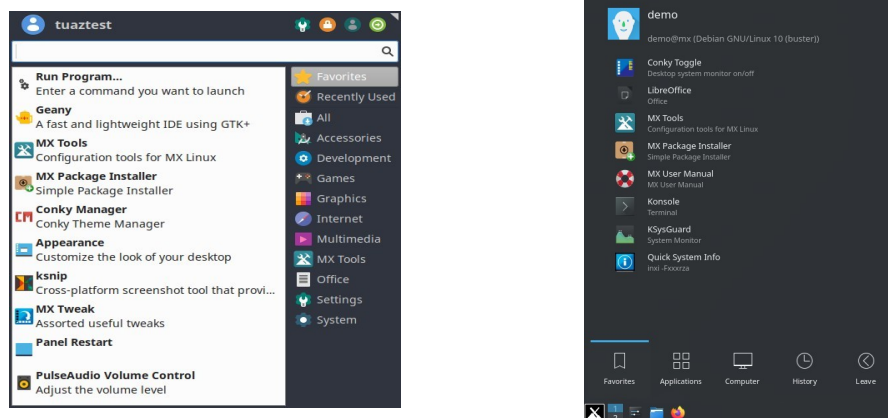 tuaztest
Run Program...
Enter a command you want to launch
Geany
A fast and lightweight IDE using GTK+
MX Tools
Configuration tools for MX Linux
MX Package Installer
Simple Package Installer
Conky Manager
Conky Theme Manager
Appearance
Customize the look of your desktop
ksnip
Cross-platform screenshot tool that provi...
MX Tweak
Assorted useful tweaks
Panel Restart
PulseAudio Volume Control
Adjust the volume level
Favorites
Recently Used
All
Accessories
Development
Games
Graphics
Internet
Multimedia
MX Tools
Office
Settings
System
demo
demo@mx (Debian GNU/Linux 10 (buster))
Conky Toggle
Desktop system monitor on/off
LibreOffice
Office
MX Tools
Configuration tools for MX Linux
MX Package Installer
Simple Package Installer
MX User Manual
MX User Manual
Konsole
Terminal
KSysGuard
System Monitor
Quick System Info
inxi -Fxxxrza
Favorites
Applications
Computer
History
Leave